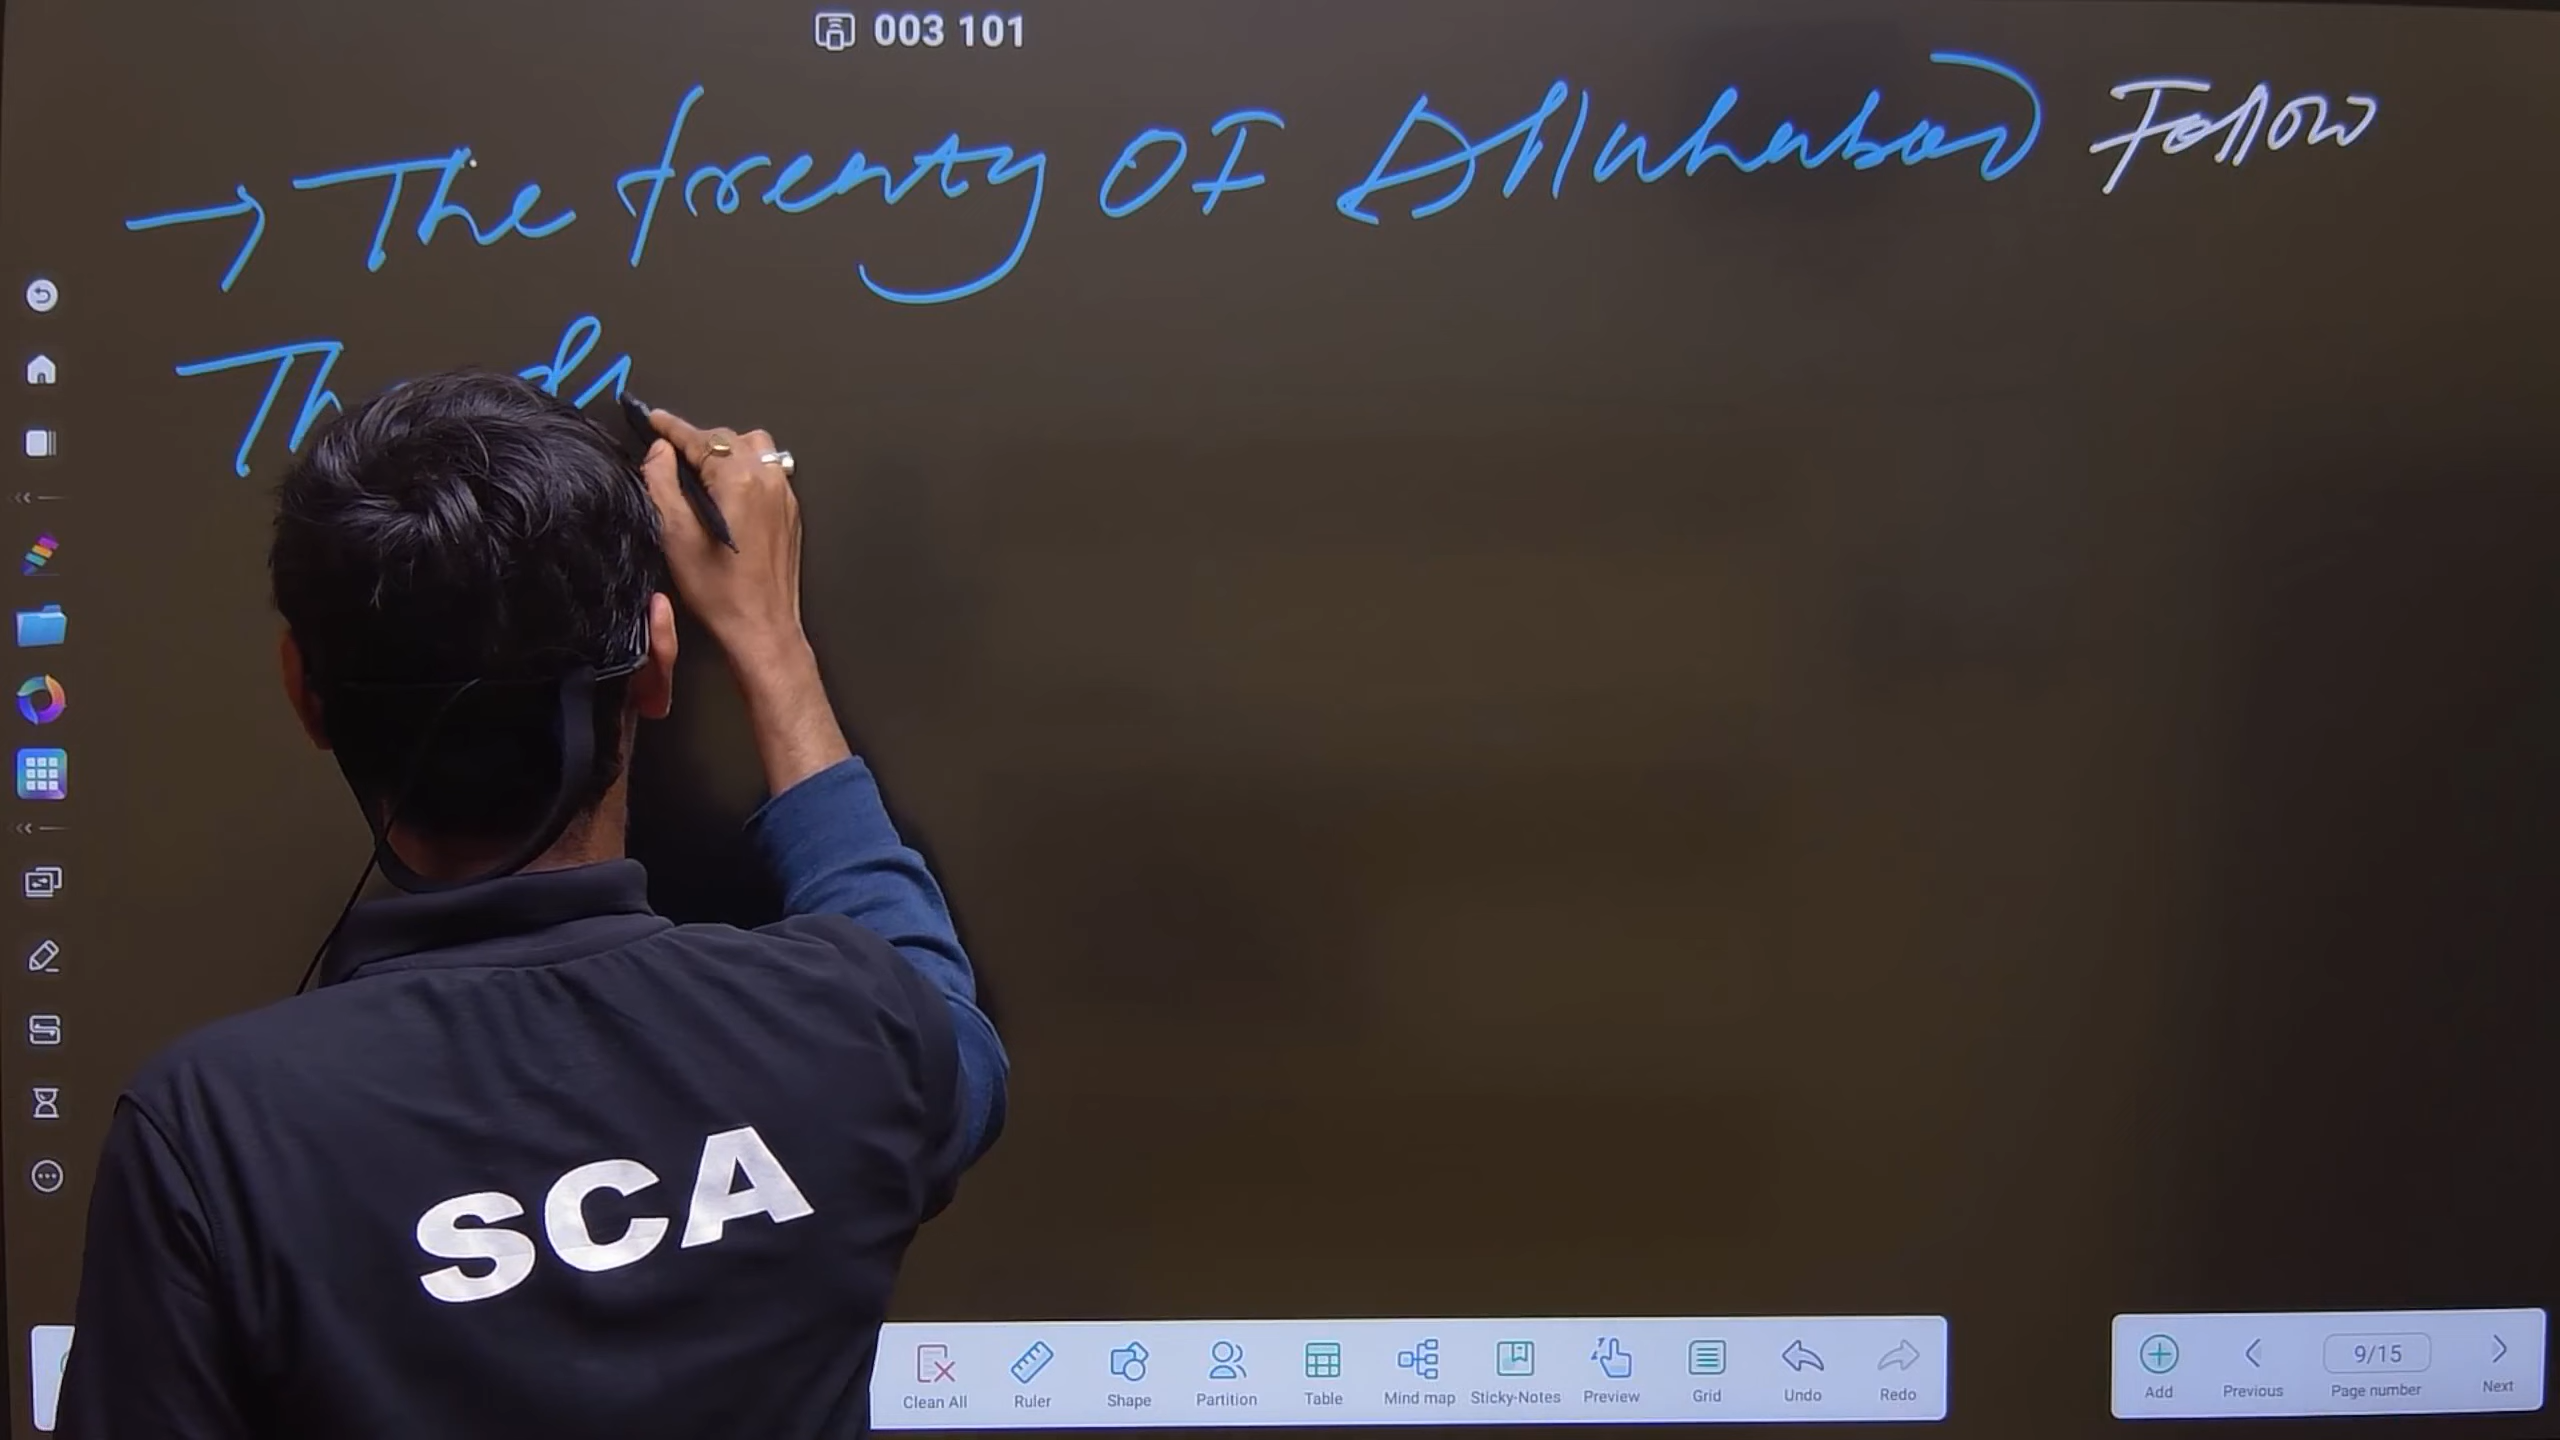 003 101
→ The treaty OF Allahabad Follow
Th
SCA
Clean All Ruler Shape Partition Table Mind map Sticky-Notes Preview Grid Undo Redo
Add Previous 9/15 Page number Next